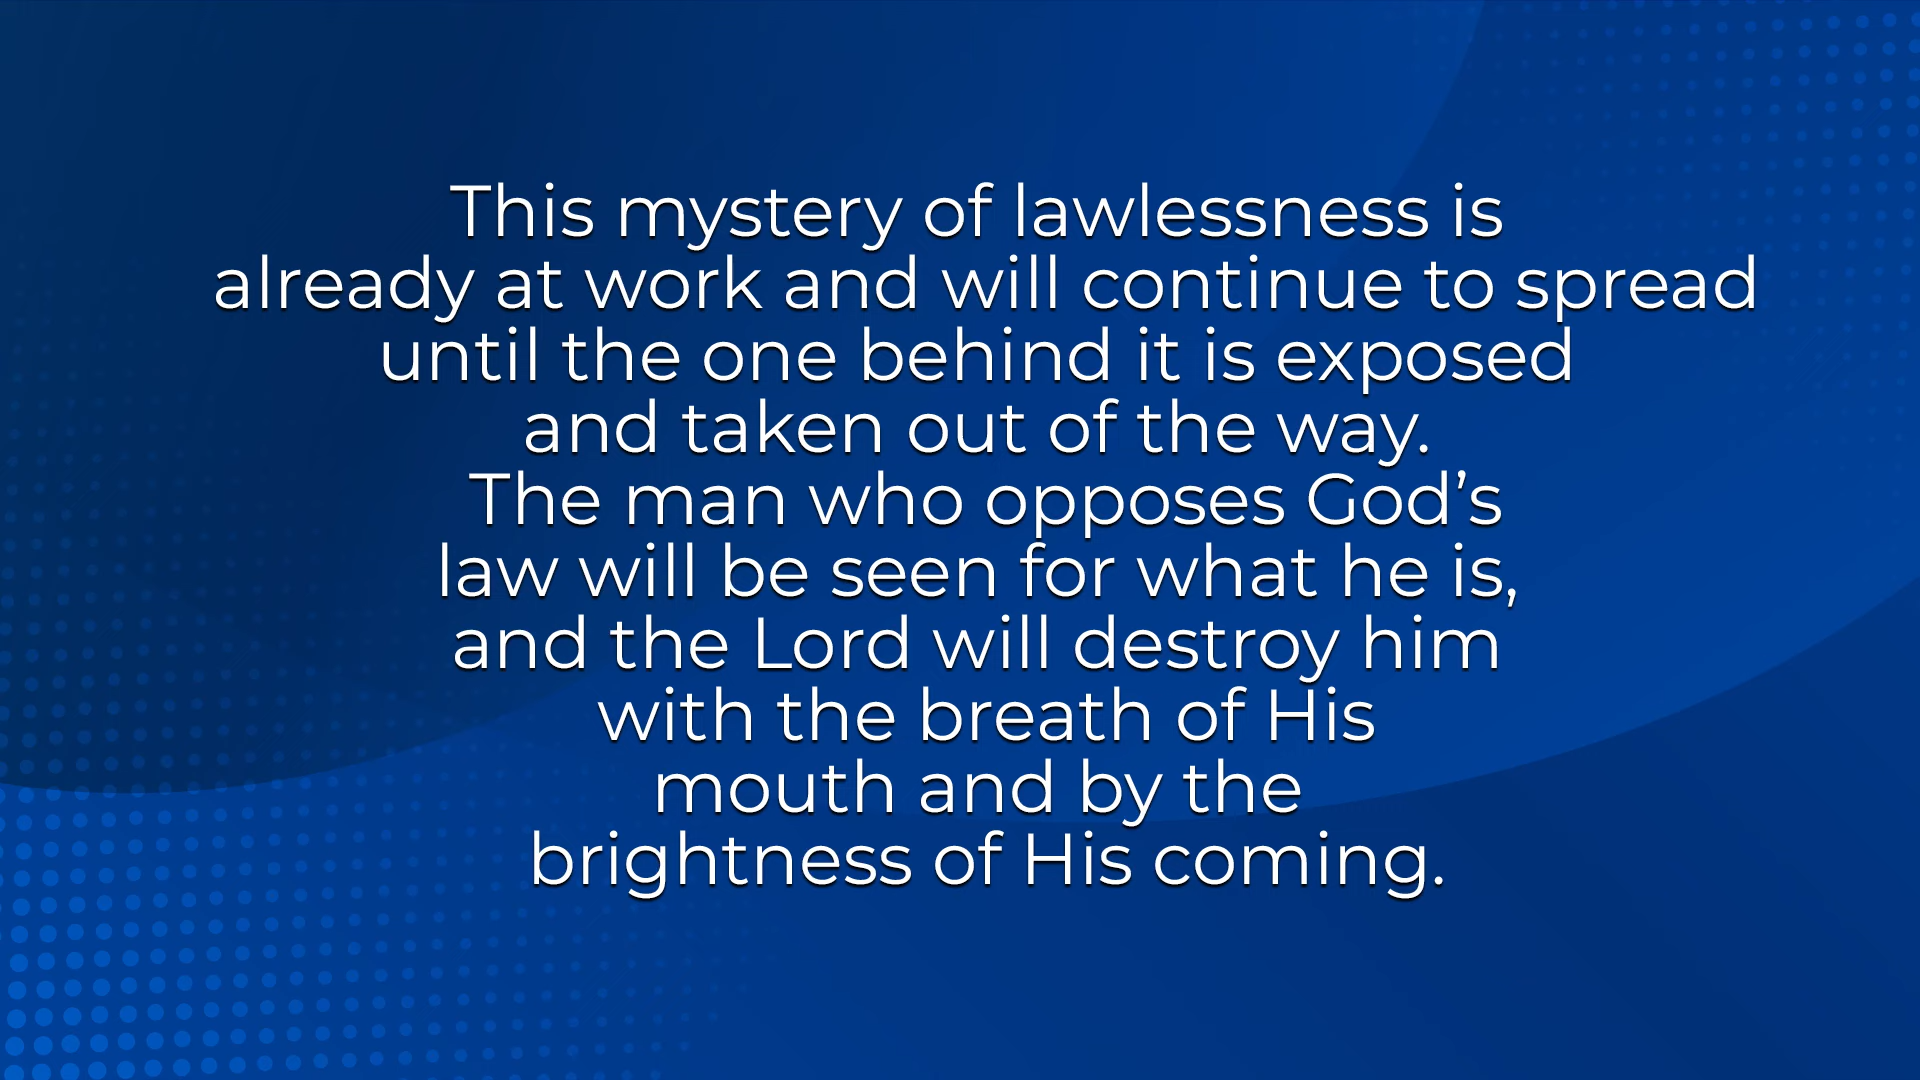 This mystery of lawlessness is
already at work and will continue to spread
until the one behind it is exposed
and taken out of the way.
The man who opposes God’s
law will be seen for what he is,
and the Lord will destroy him
with the breath of His
mouth and by the
brightness of His coming.